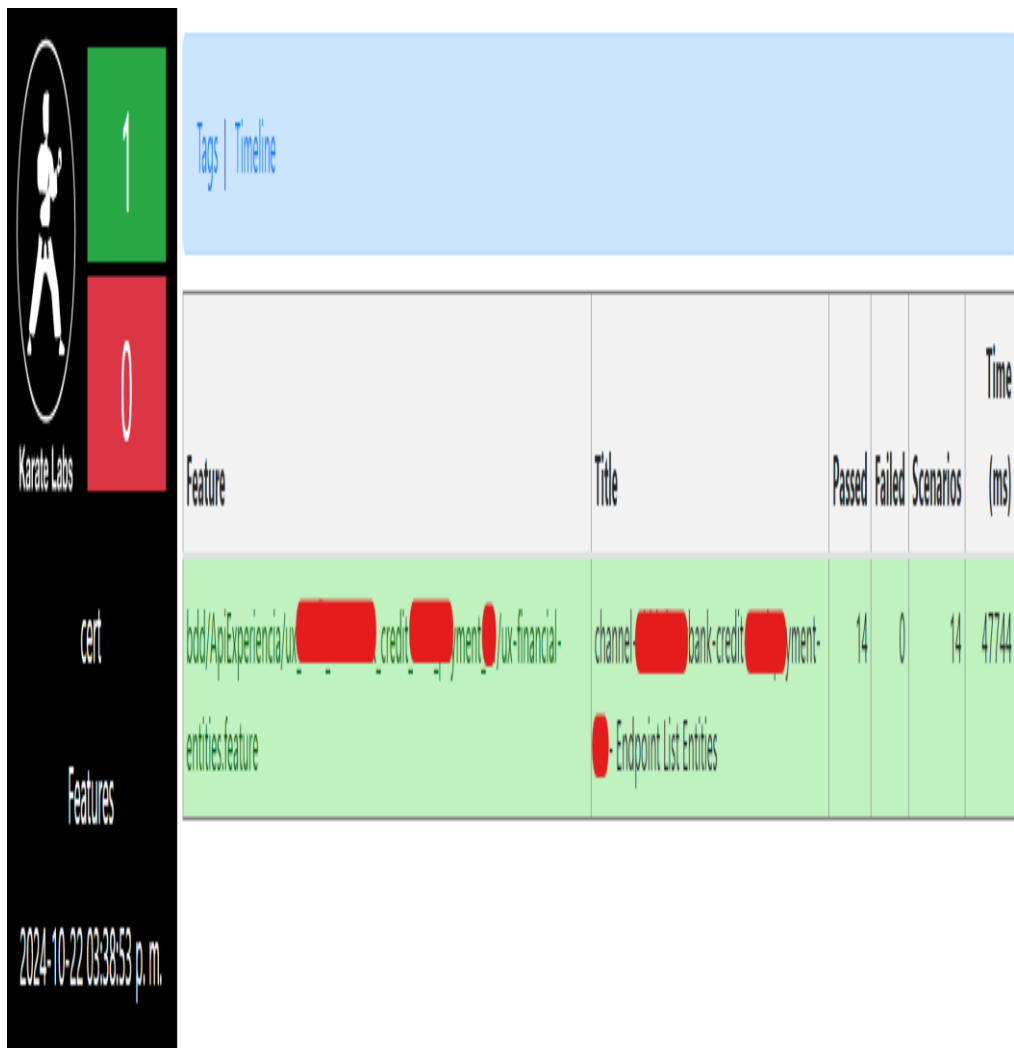 1
0
Karate Labs
cert
Features
2024-10-22 03:38:53 p. m.
Tags | Timeline
Feature Title Passed Failed Scenarios Time
(ms)
bdd/ApiExperiencia/ux credit yment /ux-financial- channel- bank-credit yment- 14 0 14 47744
entities.feature - Endpoint List Entities